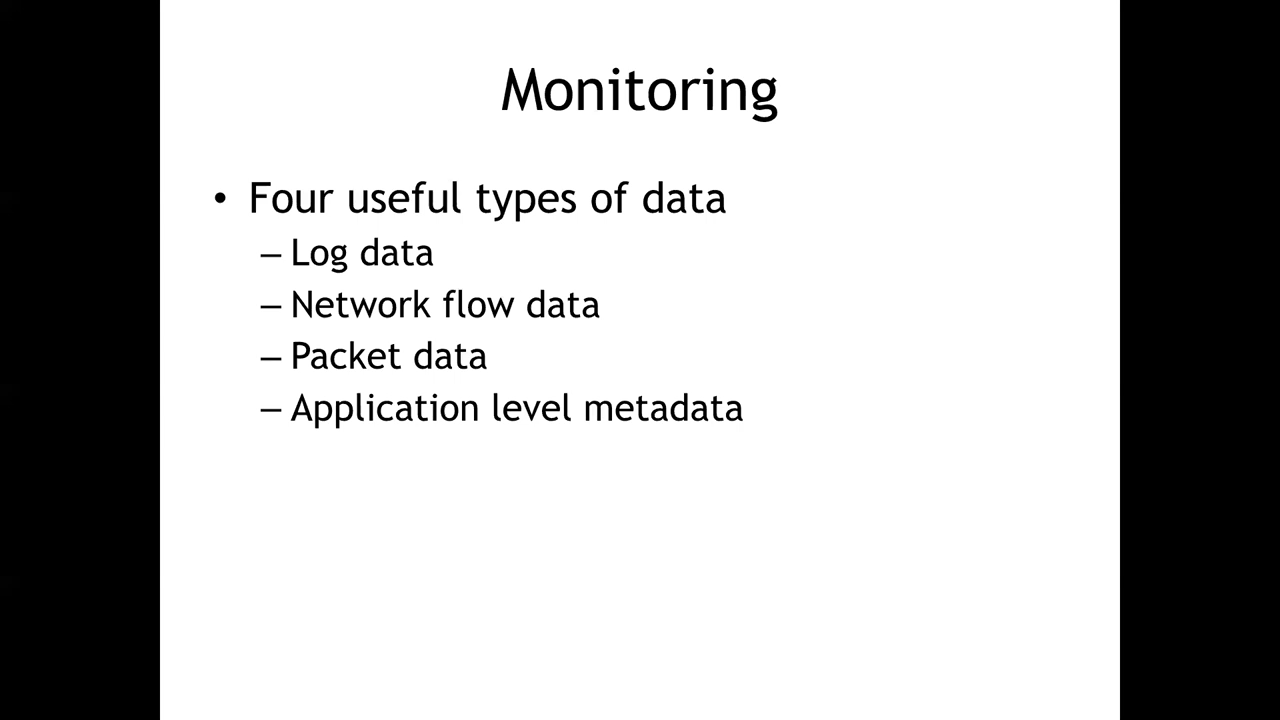 Monitoring
• Four useful types of data
– Log data
– Network flow data
– Packet data
– Application level metadata